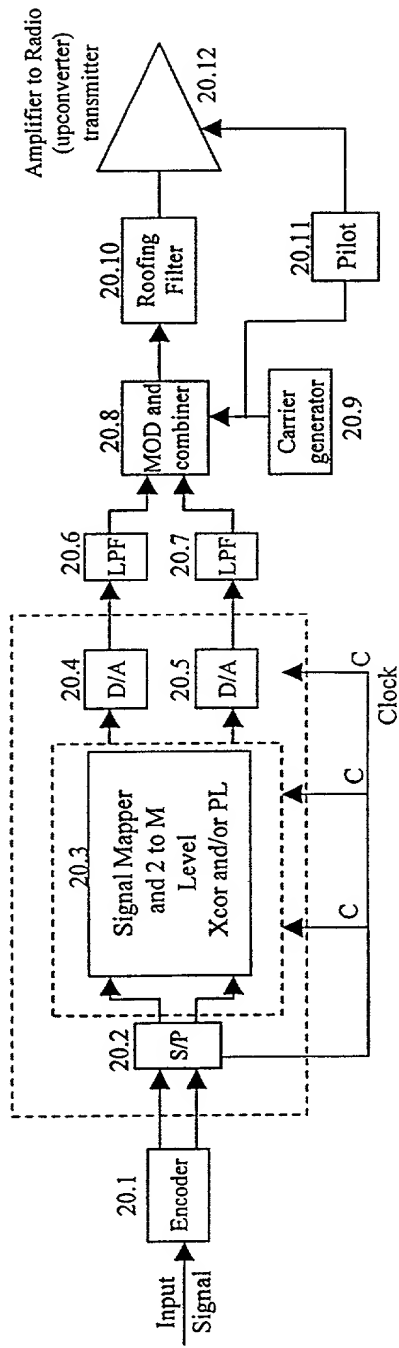 Input
Signal
20.1
Encoder
20.2
S/P
20.3
Signal Mapper
and 2 to M
Level
Xcor and/or PL
20.4
D/A
20.5
D/A
20.6
LPF
20.7
LPF
20.8
MOD and
combiner
Carrier
generator
20.9
20.10
Roofing
Filter
20.11
Pilot
Amplifier to Radio
(upconverter)
transmitter
20.12
C
C
C
Clock